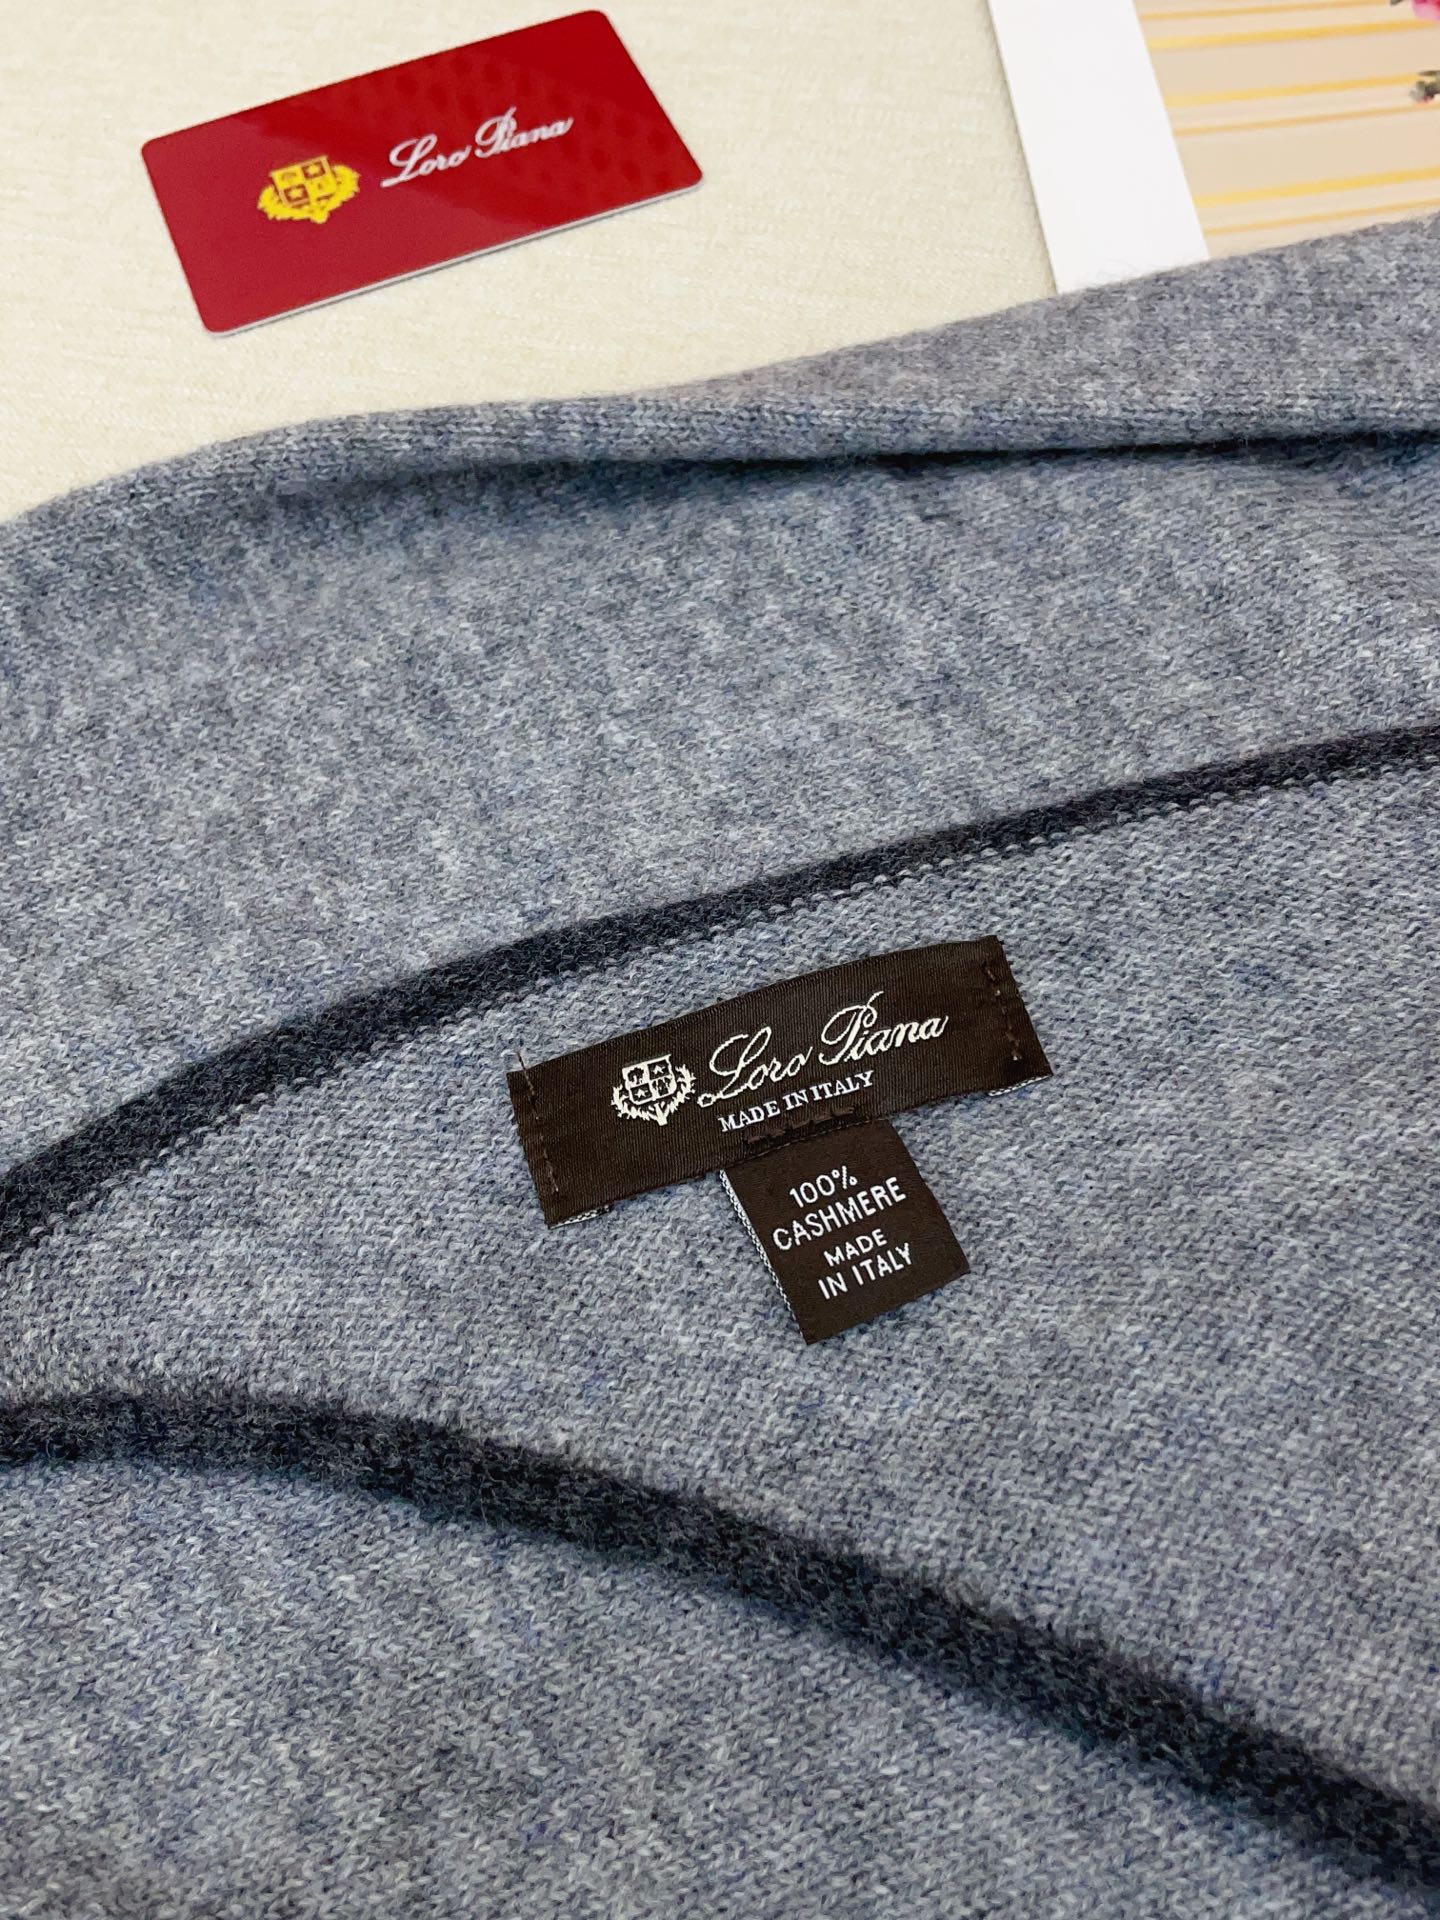 Loro Piana
Loro Piana
MADE IN ITALY
100%
CASHMERE
MADE
IN ITALY